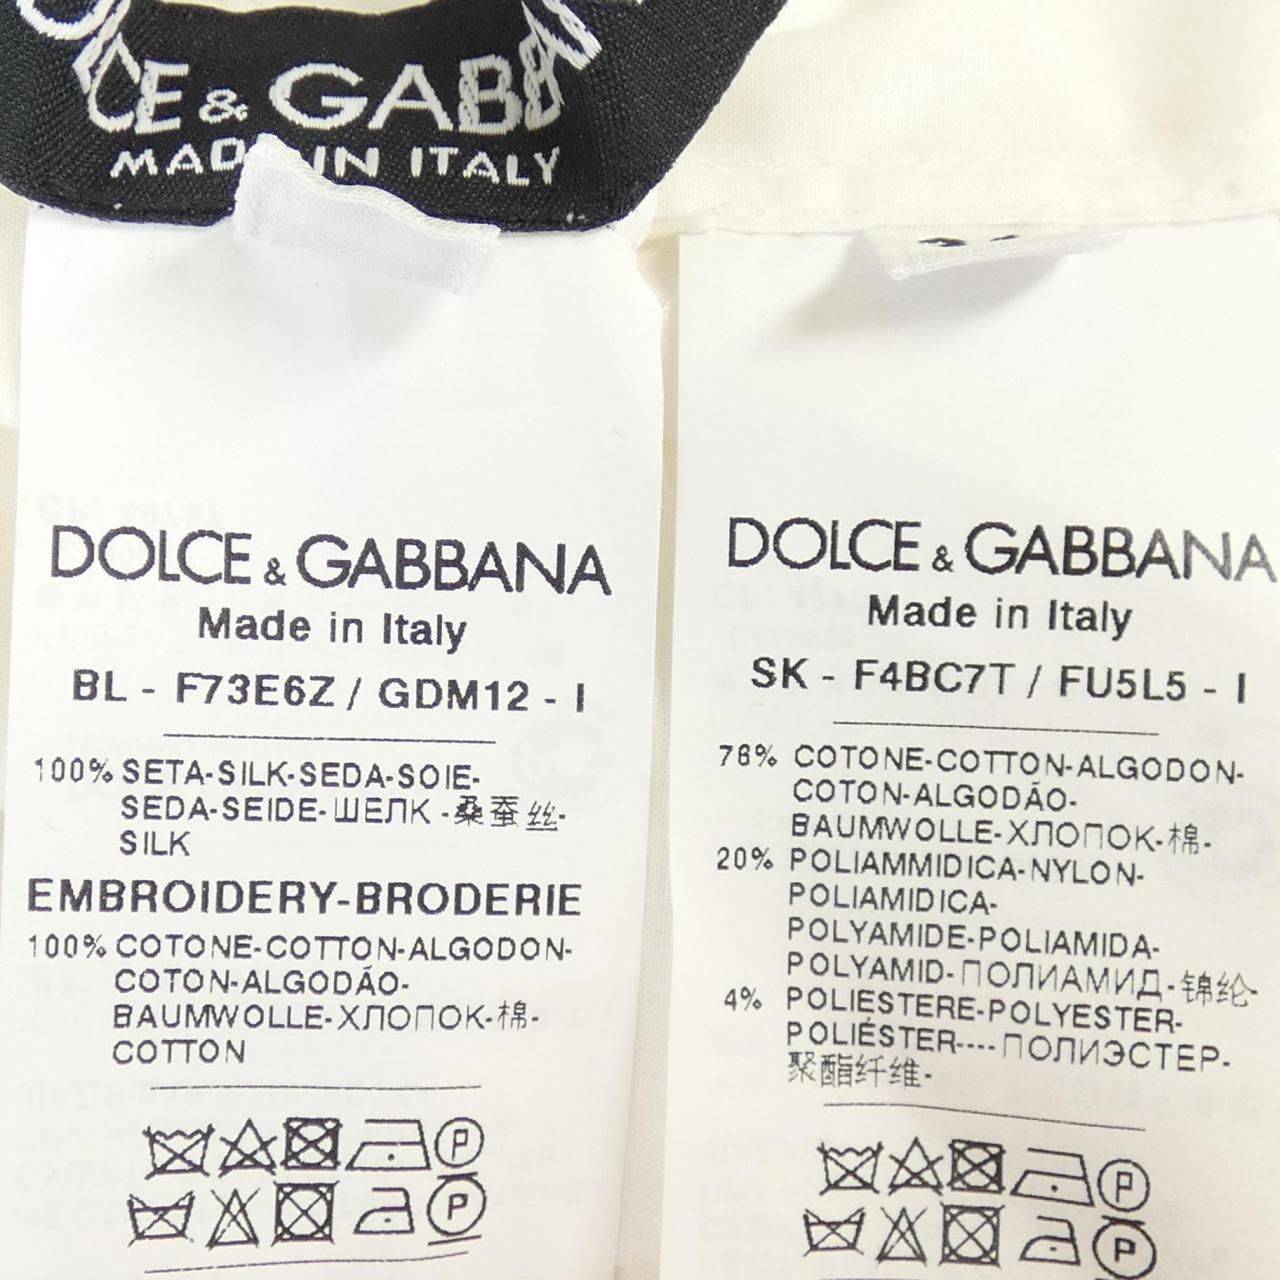 DOLCE & GABBANA
MADE IN ITALY
DOLCE & GABBANA
Made in Italy
BL - F73E6Z / GDM12 - I
100% SETA-SILK-SEDA-SOIE-
SEDA-SEIDE-ШЕЛК -桑蚕丝-
SILK
EMBROIDERY-BRODERIE
100% COTONE-COTTON-ALGODON-
COTON-ALGODÃO-
BAUMWOLLE-ХЛОПОК-棉-
COTTON
P
P
DOLCE & GABBANA
Made in Italy
SK - F4BC7T / FU5L5 - I
76% COTONE-COTTON-ALGODON-
COTON-ALGODÃO-
BAUMWOLLE-ХЛОПОК-棉-
20% POLIAMMIDICA-NYLON-
POLIAMIDICA-
POLYAMIDE-POLIAMIDA-
POLYAMID-ПОЛИАМИД-锦纶-
4% POLIESTERE-POLYESTER-
POLIÉSTER----ПОЛИЭСТЕР-
聚酯纤维-
P
P